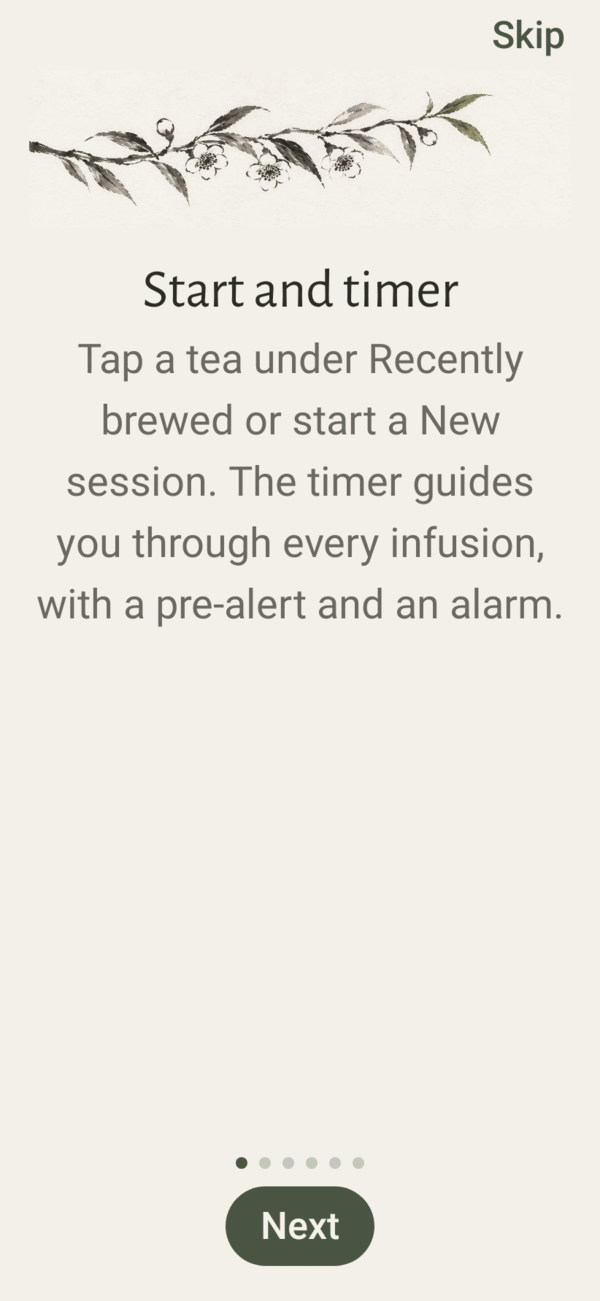 Skip
Start and timer
Tap a tea under Recently
brewed or start a New
session. The timer guides
you through every infusion,
with a pre-alert and an alarm.
Next